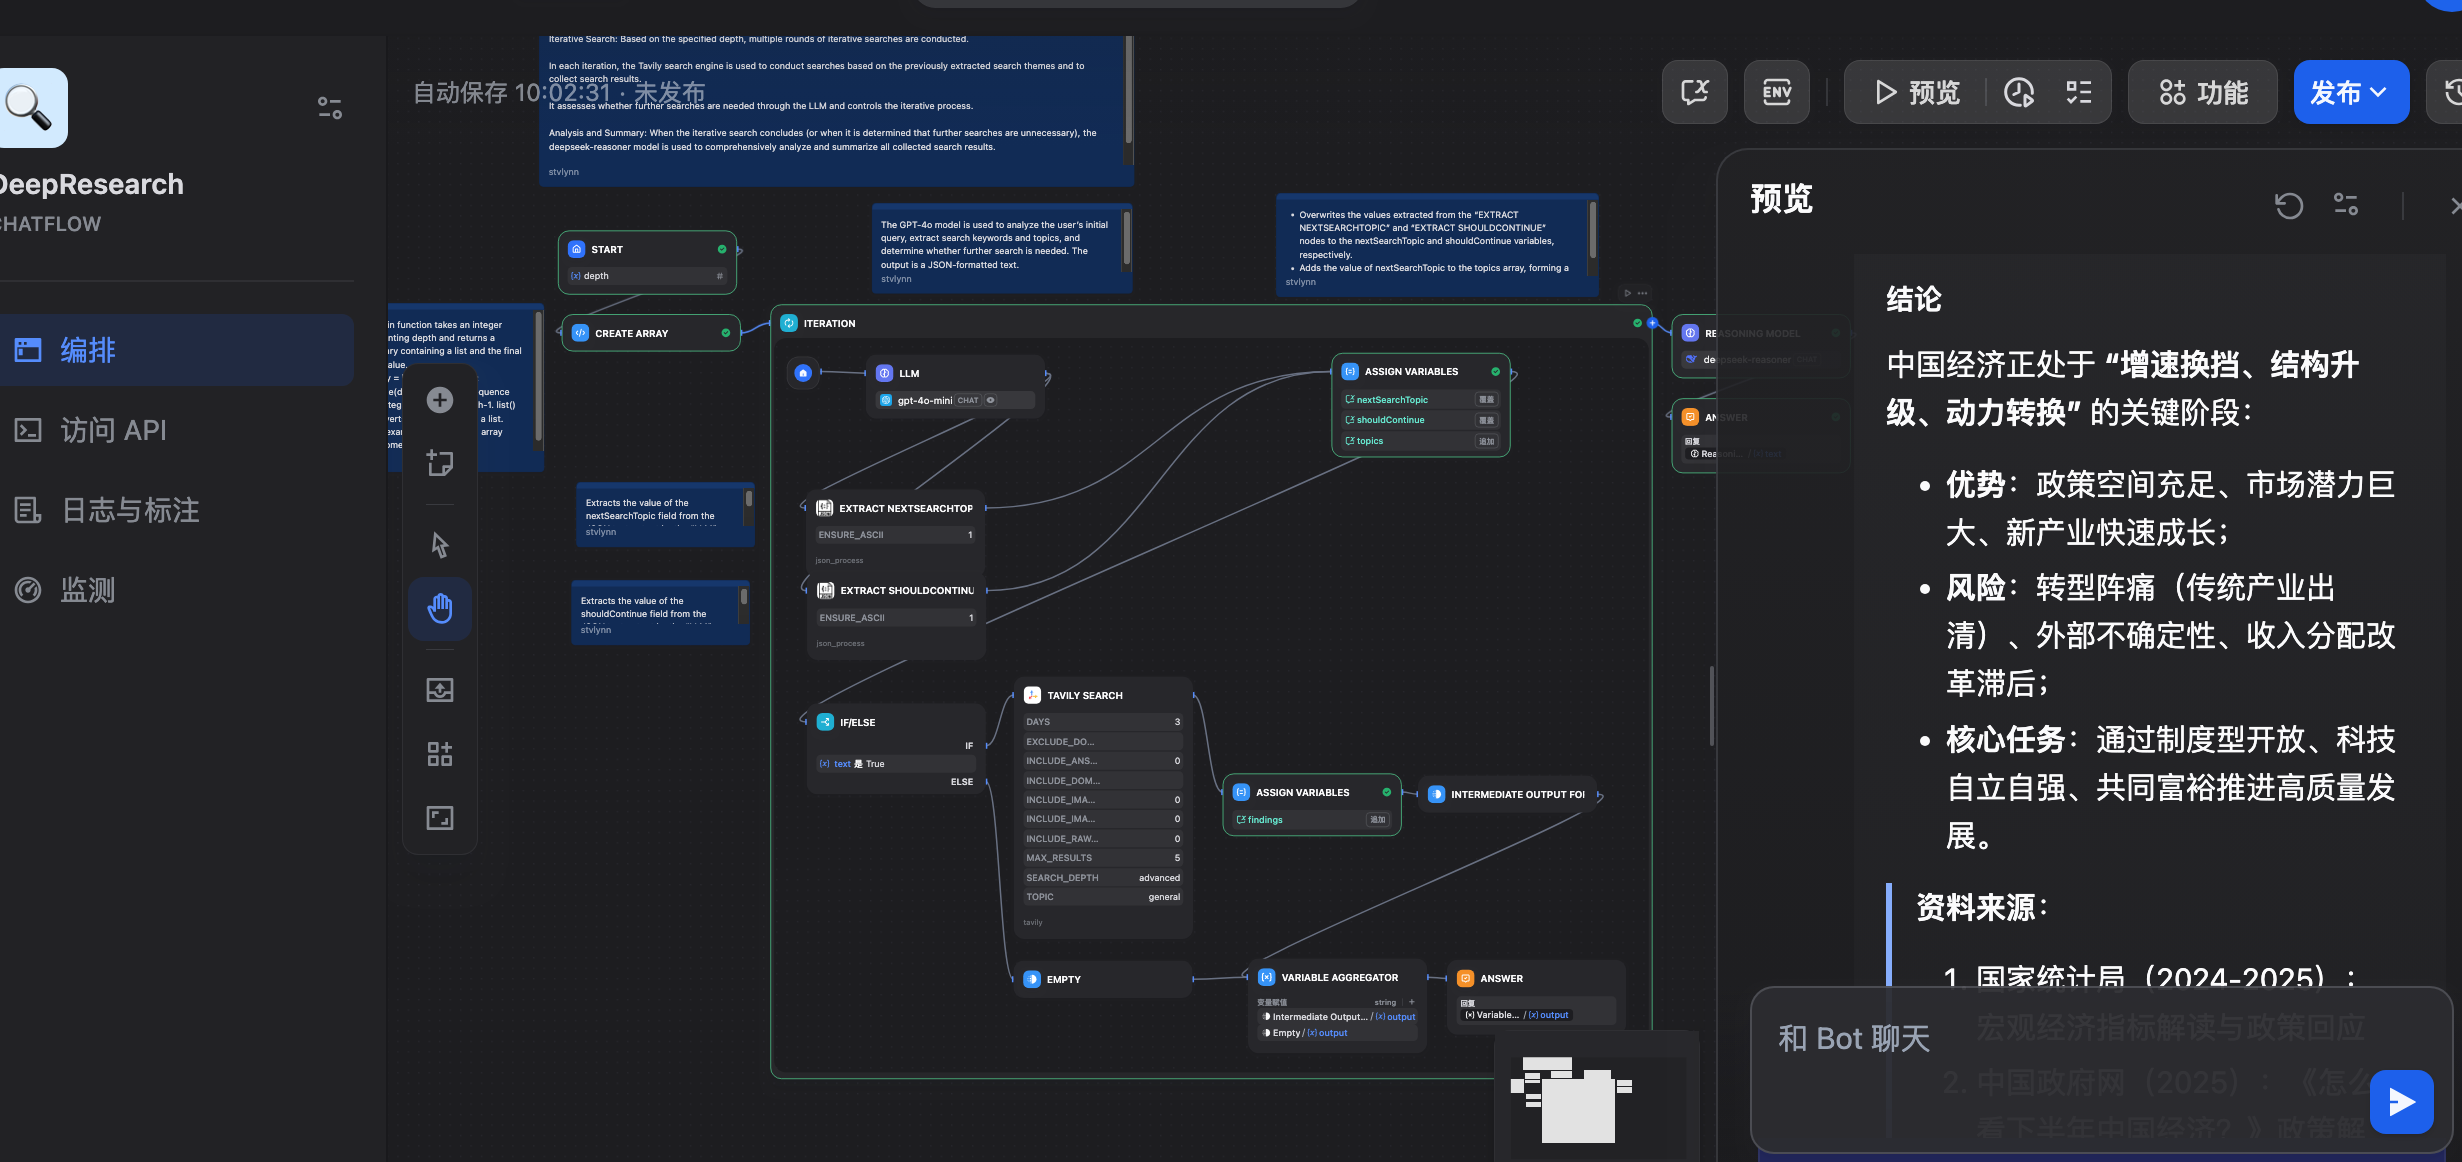 DeepResearch
CHATFLOW
编排
访问 API
日志与标注
监测
自动保存 10:02:31 · 未发布
Iterative Search: Based on the specified depth, multiple rounds of iterative searches are conducted.
In each iteration, the Tavily search engine is used to conduct searches based on the previously extracted search themes and to
collect search results.
It assesses whether further searches are needed through the LLM and controls the iterative process.
Analysis and Summary: When the iterative search concludes (or when it is determined that further searches are unnecessary), the
deepseek-reasoner model is used to comprehensively analyze and summarize all collected search results.
stvlynn
ENV
预览
功能
发布
START
depth
#
CREATE ARRAY
The GPT-4o model is used to analyze the user's initial
query, extract search keywords and topics, and
determine whether further search is needed. The
output is a JSON-formatted text.
stvlynn
• Overwrites the values extracted from the “EXTRACT
NEXTSEARCHTOPIC” and “EXTRACT SHOULDCONTINUE”
nodes to the nextSearchTopic and shouldContinue variables,
respectively.
• Adds the value of nextSearchTopic to the topics array, forming a
stvlynn
in function takes an integer
nting depth and returns a
ry containing a list and the final
value.
quence
h-1. list()
a list.
array
Extracts the value of the
nextSearchTopic field from the
stvlynn
Extracts the value of the
shouldContinue field from the
stvlynn
ITERATION
LLM
gpt-4o-mini CHAT
ASSIGN VARIABLES
nextSearchTopic 覆盖
shouldContinue 覆盖
topics 追加
EXTRACT NEXTSEARCHTOP
ENSURE_ASCII 1
json_process
EXTRACT SHOULDCONTINU
ENSURE_ASCII 1
json_process
IF/ELSE
IF
{x} text 是 True
ELSE
TAVILY SEARCH
DAYS 3
EXCLUDE_DO...
INCLUDE_ANS... 0
INCLUDE_DOM...
INCLUDE_IMA... 0
INCLUDE_IMA... 0
INCLUDE_RAW... 0
MAX_RESULTS 5
SEARCH_DEPTH advanced
TOPIC general
tavily
ASSIGN VARIABLES
findings 追加
INTERMEDIATE OUTPUT FOI
EMPTY
VARIABLE AGGREGATOR
变量赋值 string +
Intermediate Output... / {x} output
Empty / {x} output
ANSWER
回复
{x} Variable... / {x} output
REASONING MODEL
deepseek-reasoner
ANSWER
回复
Reasoni... / {x} text
预览
结论
中国经济正处于 “增速换挡、结构升
级、动力转换” 的关键阶段：
• 优势：政策空间充足、市场潜力巨
大、新产业快速成长；
• 风险：转型阵痛（传统产业出
清）、外部不确定性、收入分配改
革滞后；
• 核心任务：通过制度型开放、科技
自立自强、共同富裕推进高质量发
展。
资料来源：
1. 国家统计局（2024-2025）：
宏观经济指标解读与政策回应
2. 中国政府网（2025）：《怎么
看下半年中国经济？》政策解
和 Bot 聊天